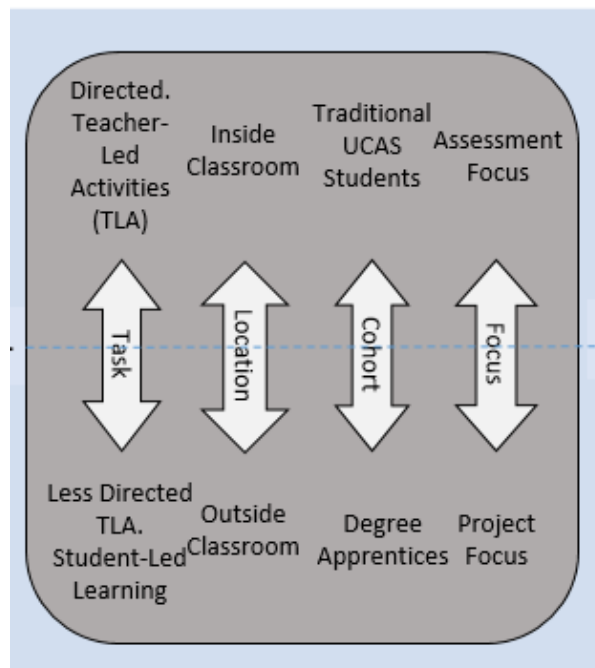 Directed.
Teacher-
Led
Activities
(TLA)
Inside
Classroom
Traditional
UCAS
Students
Assessment
Focus
Task
Location
Cohort
Focus
Less Directed
TLA.
Student-Led
Learning
Outside
Classroom
Degree
Apprentices
Project
Focus